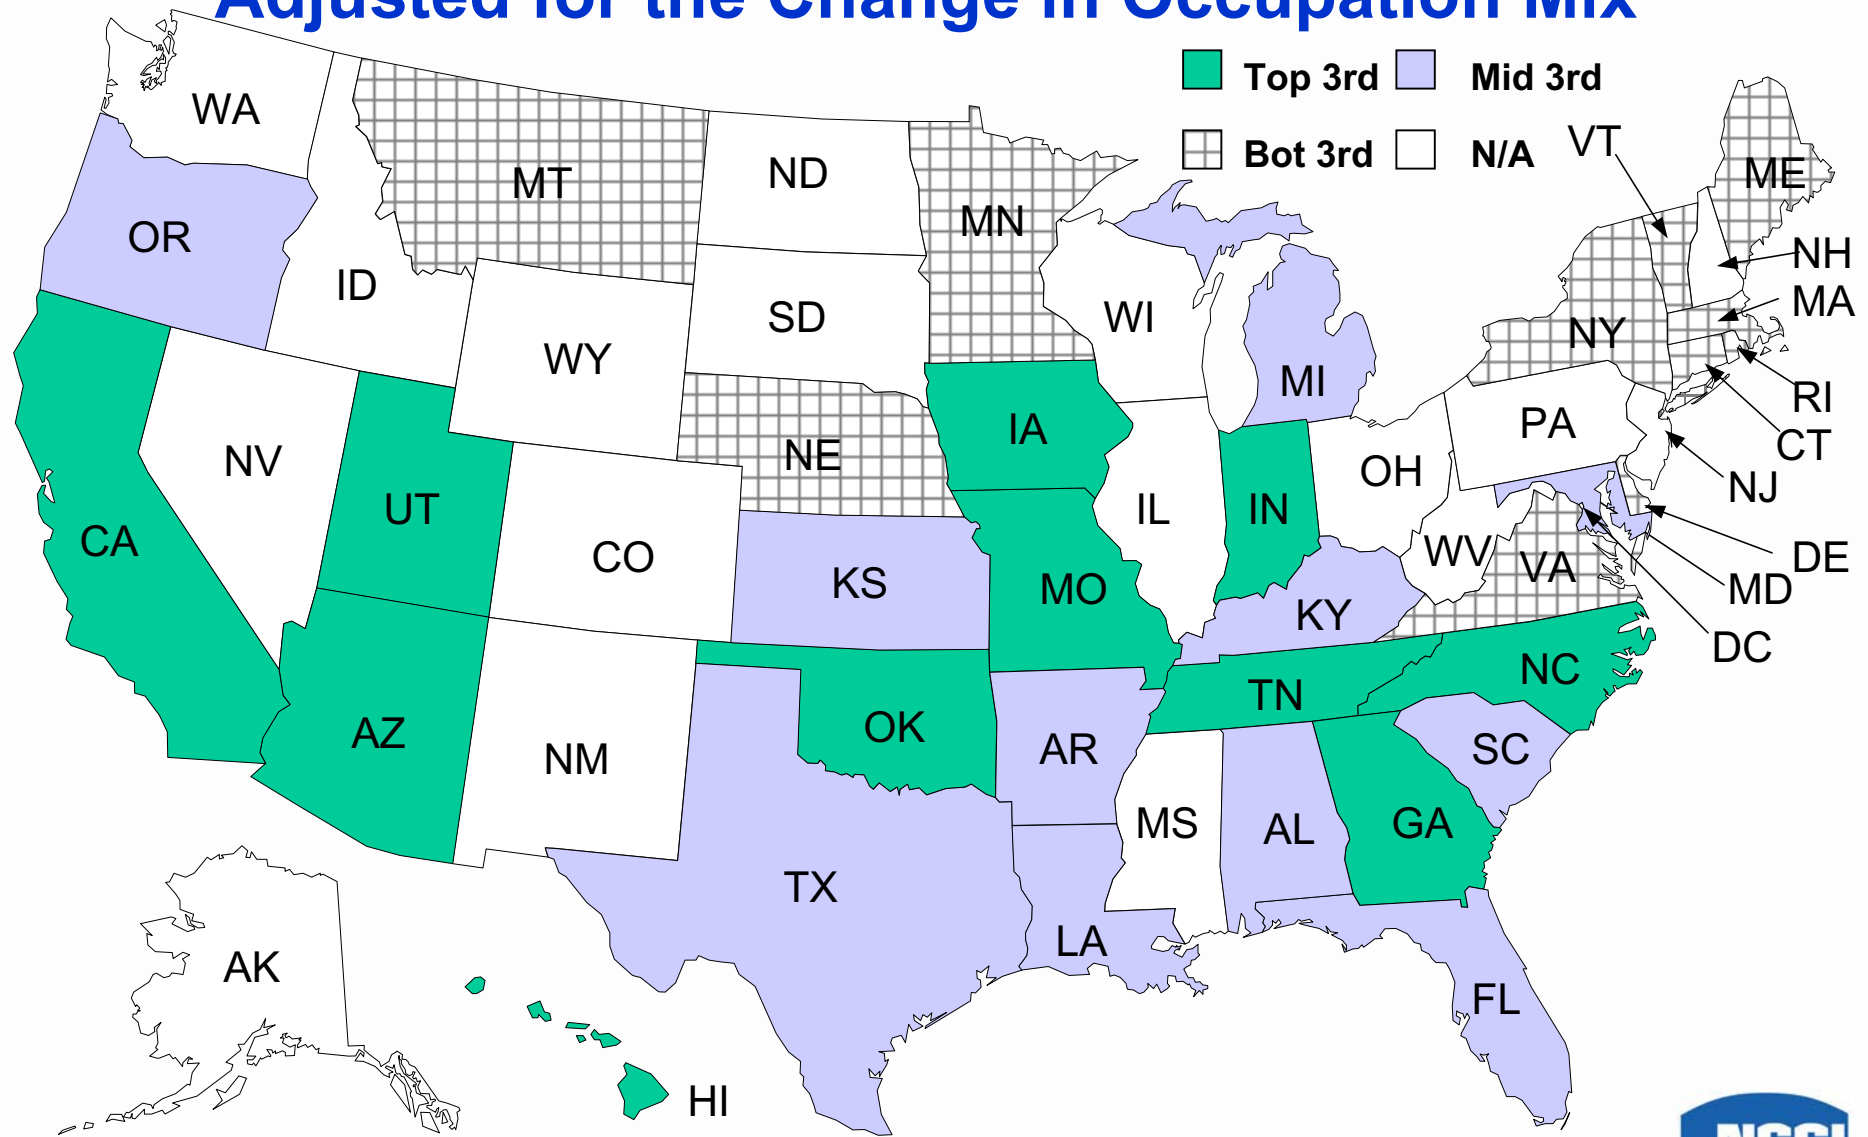 Adjusted for the Change in Occupation Mix
Top 3rd Mid 3rd
Bot 3rd N/A
VT
WA
ND
ME
MT
MN
OR
NH
ID
MA
SD
WI
NY
WY
MI
RI
PA
IA
CT
NE
NV
OH
NJ
UT
IL
IN
CA
CO
WV
VA
DE
KS
MO
MD
KY
DC
NC
TN
OK
AZ
AR
SC
NM
MS
GA
AL
TX
LA
AK
FL
HI
NCCI